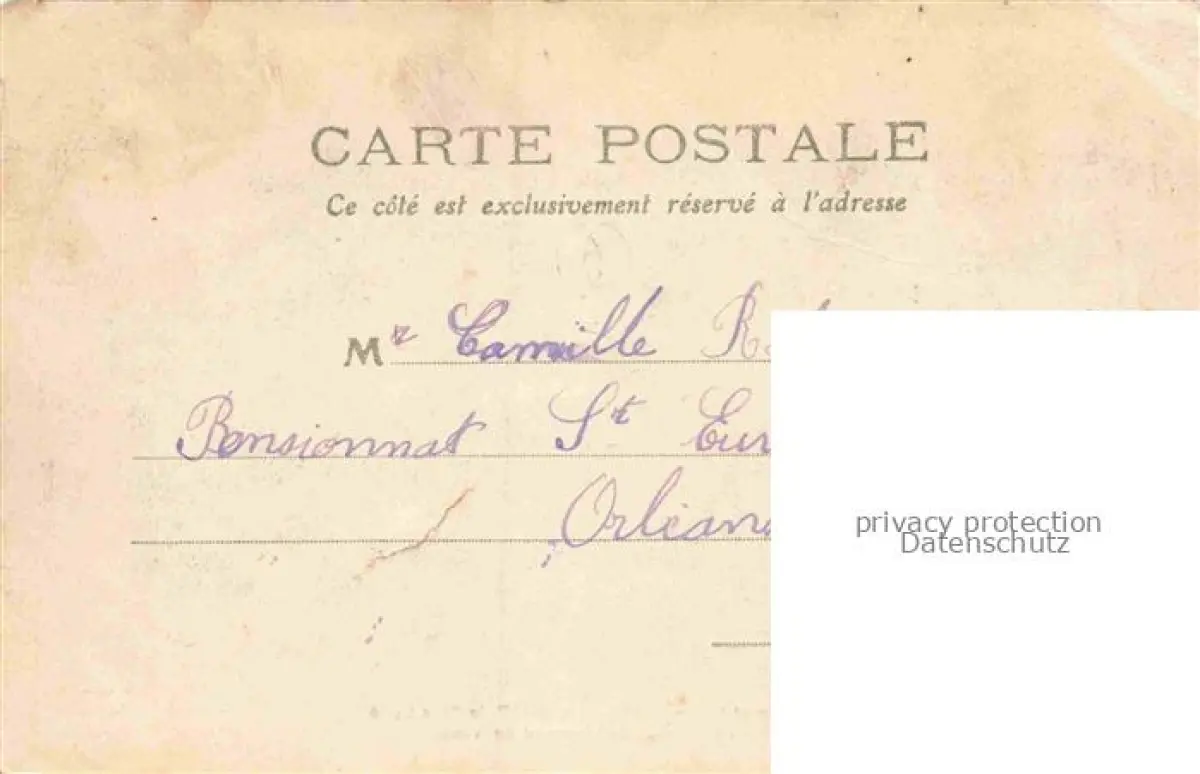 CARTE POSTALE
Ce côté est exclusivement réservé à l'adresse
Mr Camille
Pensionnat St
privacy protection
Datenschutz